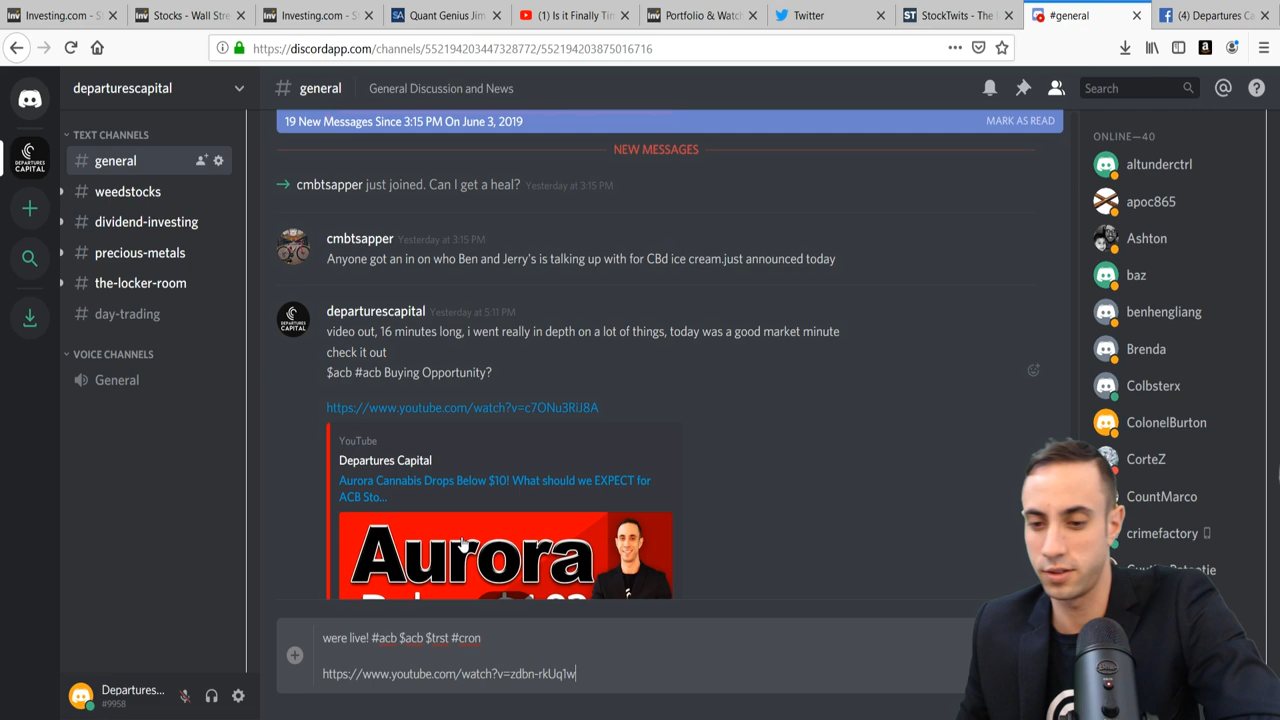 Investing.com - S
Stocks - Wall Stre
Investing.com - S
Quant Genius Jim
(1) Is it Finally Tim
Portfolio & Watch
Twitter
StockTwits - The
#general
(4) Departures Ca
https://discordapp.com/channels/552194203447328772/552194203875016716
departurescapital
general
General Discussion and News
Search
19 New Messages Since 3:15 PM On June 3, 2019
MARK AS READ
TEXT CHANNELS
general
weedstocks
dividend-investing
precious-metals
the-locker-room
day-trading
VOICE CHANNELS
General
NEW MESSAGES
cmbtsapper just joined. Can I get a heal? Yesterday at 3:15 PM
cmbtsapper Yesterday at 3:15 PM
Anyone got an in on who Ben and Jerry's is talking up with for CBd ice cream.just announced today
departurescapital Yesterday at 5:11 PM
video out, 16 minutes long, i went really in depth on a lot of things, today was a good market minute
check it out
$acb #acb Buying Opportunity?
https://www.youtube.com/watch?v=c7ONu3RiJ8A
YouTube
Departures Capital
Aurora Cannabis Drops Below $10! What should we EXPECT for
ACB Sto...
Aurora
were live! #acb $acb $trst #cron
https://www.youtube.com/watch?v=zdbn-rkUq1w
ONLINE—40
altunderctrl
apoc865
Ashton
baz
benhengliang
Brenda
Colbsterx
ColonelBurton
CorteZ
CountMarco
crimefactory
Departures...
#9958
DEPARTURES
CAPITAL